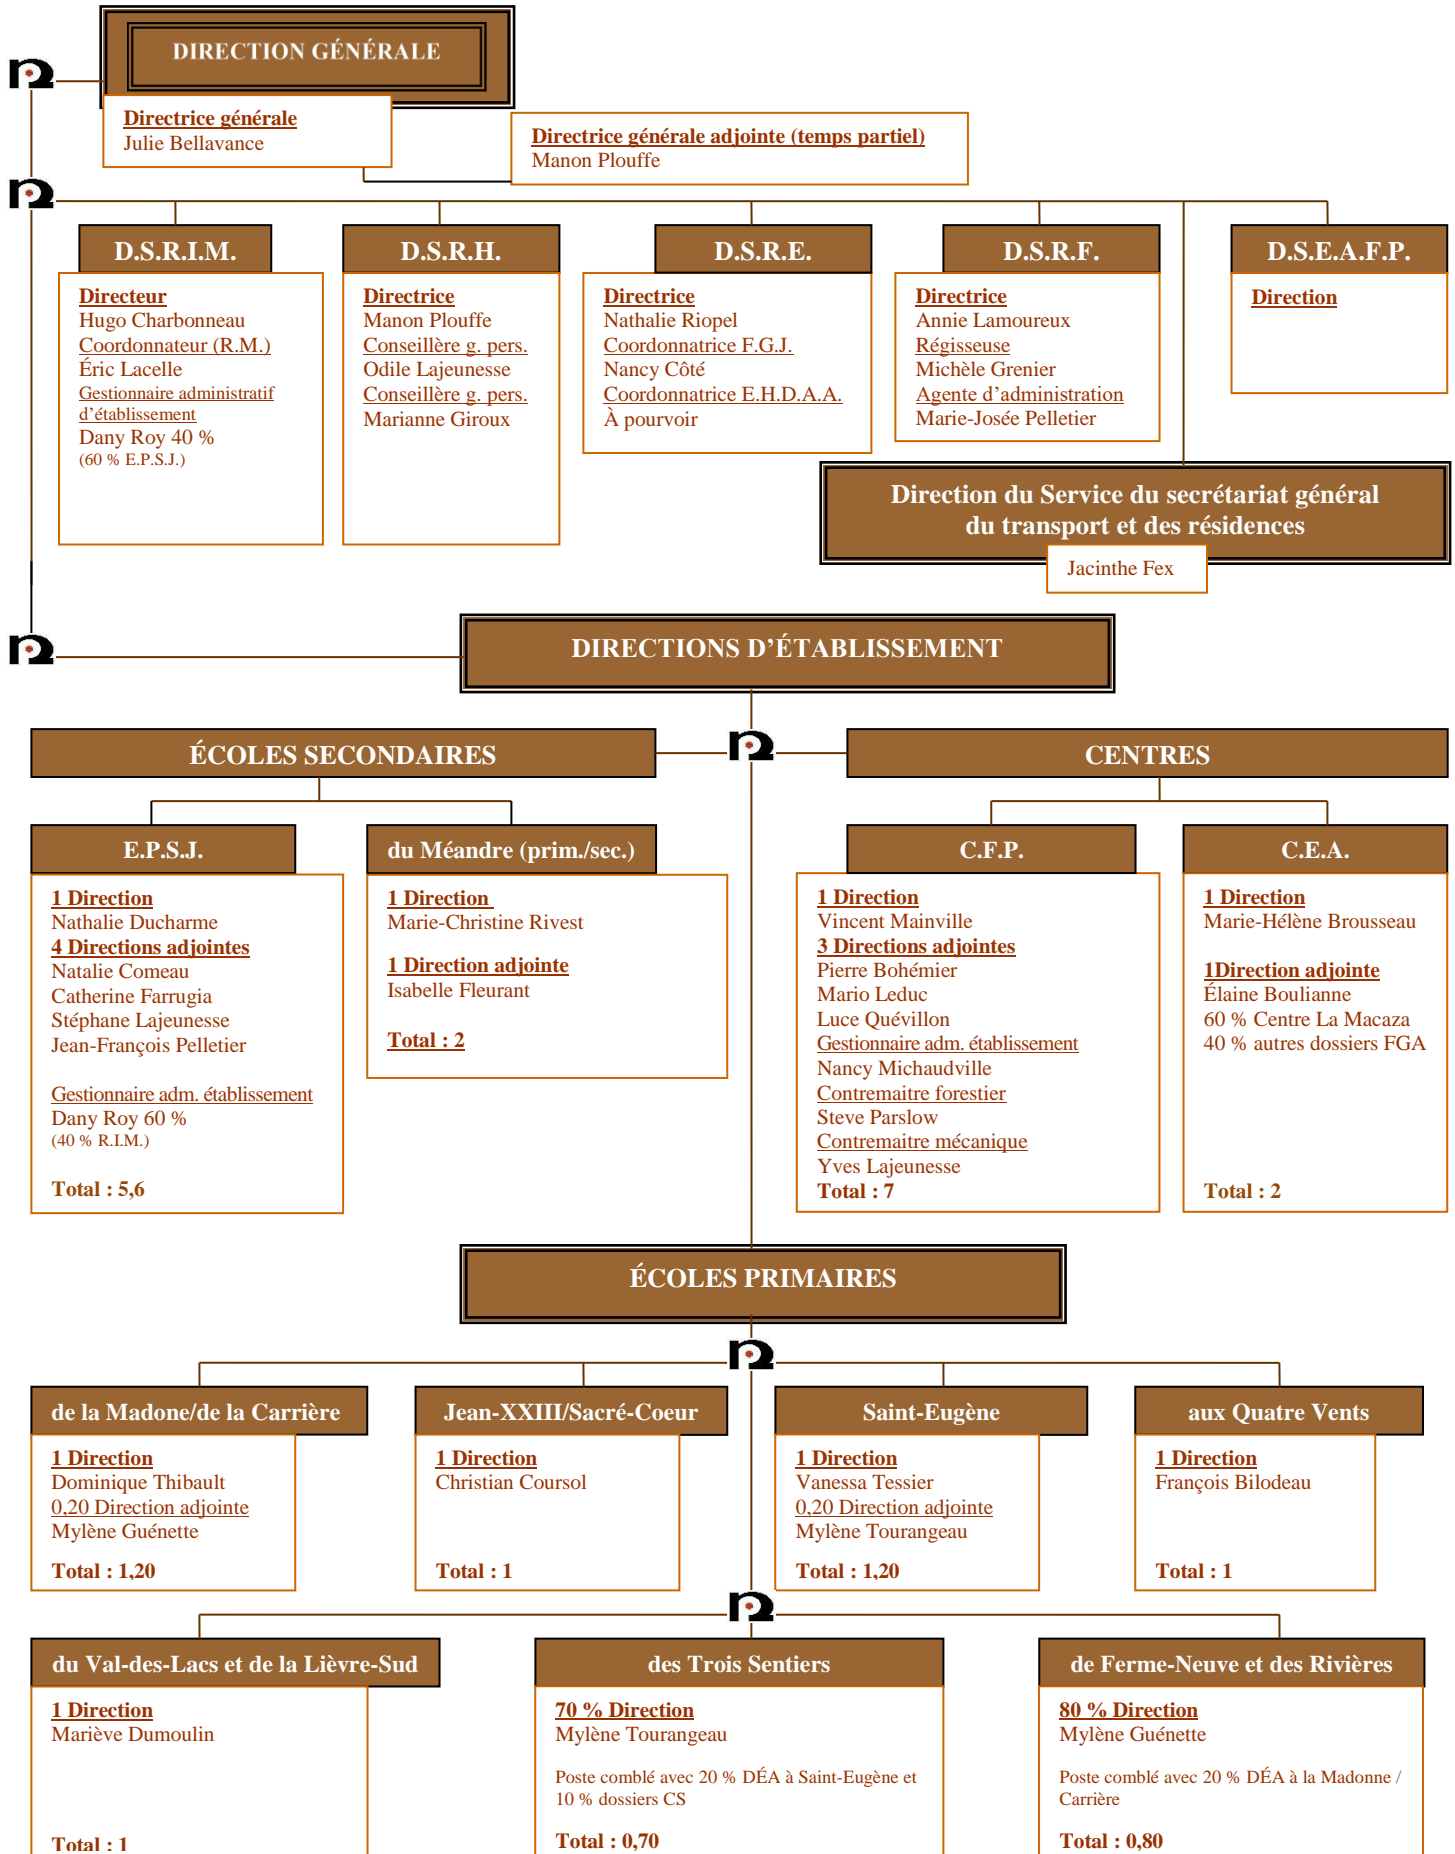 DIRECTION GÉNÉRALE
Directrice générale
Julie Bellavance
Directrice générale adjointe (temps partiel)
Manon Plouffe
D.S.R.I.M.
Directeur
Hugo Charbonneau
Coordonnateur (R.M.)
Éric Lacelle
Gestionnaire administratif
d’établissement
Dany Roy 40 %
(60 % E.P.S.J.)
D.S.R.H.
Directrice
Manon Plouffe
Conseillère g. pers.
Odile Lajeunesse
Conseillère g. pers.
Marianne Giroux
D.S.R.E.
Directrice
Nathalie Riopel
Coordonnatrice F.G.J.
Nancy Côté
Coordonnatrice E.H.D.A.A.
À pourvoir
D.S.R.F.
Directrice
Annie Lamoureux
Régisseuse
Michèle Grenier
Agente d’administration
Marie-Josée Pelletier
D.S.E.A.F.P.
Direction
Direction du Service du secrétariat général
du transport et des résidences
Jacinthe Fex
DIRECTIONS D’ÉTABLISSEMENT
ÉCOLES SECONDAIRES
CENTRES
E.P.S.J.
1 Direction
Nathalie Ducharme
4 Directions adjointes
Natalie Comeau
Catherine Farrugia
Stéphane Lajeunesse
Jean-François Pelletier
Gestionnaire adm. établissement
Dany Roy 60 %
(40 % R.I.M.)
Total : 5,6
du Méandre (prim./sec.)
1 Direction
Marie-Christine Rivest
1 Direction adjointe
Isabelle Fleurant
Total : 2
C.F.P.
1 Direction
Vincent Mainville
3 Directions adjointes
Pierre Bohémier
Mario Leduc
Luce Quévillon
Gestionnaire adm. établissement
Nancy Michaudville
Contremaitre forestier
Steve Parslow
Contremaitre mécanique
Yves Lajeunesse
Total : 7
C.E.A.
1 Direction
Marie-Hélène Brousseau
1Direction adjointe
Élaine Boulianne
60 % Centre La Macaza
40 % autres dossiers FGA
Total : 2
ÉCOLES PRIMAIRES
de la Madone/de la Carrière
1 Direction
Dominique Thibault
0,20 Direction adjointe
Mylène Guénette
Total : 1,20
Jean-XXIII/Sacré-Coeur
1 Direction
Christian Coursol
Total : 1
Saint-Eugène
1 Direction
Vanessa Tessier
0,20 Direction adjointe
Mylène Tourangeau
Total : 1,20
aux Quatre Vents
1 Direction
François Bilodeau
Total : 1
du Val-des-Lacs et de la Lièvre-Sud
1 Direction
Mariève Dumoulin
Total : 1
des Trois Sentiers
70 % Direction
Mylène Tourangeau
Poste comblé avec 20 % DÉA à Saint-Eugène et
10 % dossiers CS
Total : 0,70
de Ferme-Neuve et des Rivières
80 % Direction
Mylène Guénette
Poste comblé avec 20 % DÉA à la Madonne /
Carrière
Total : 0,80